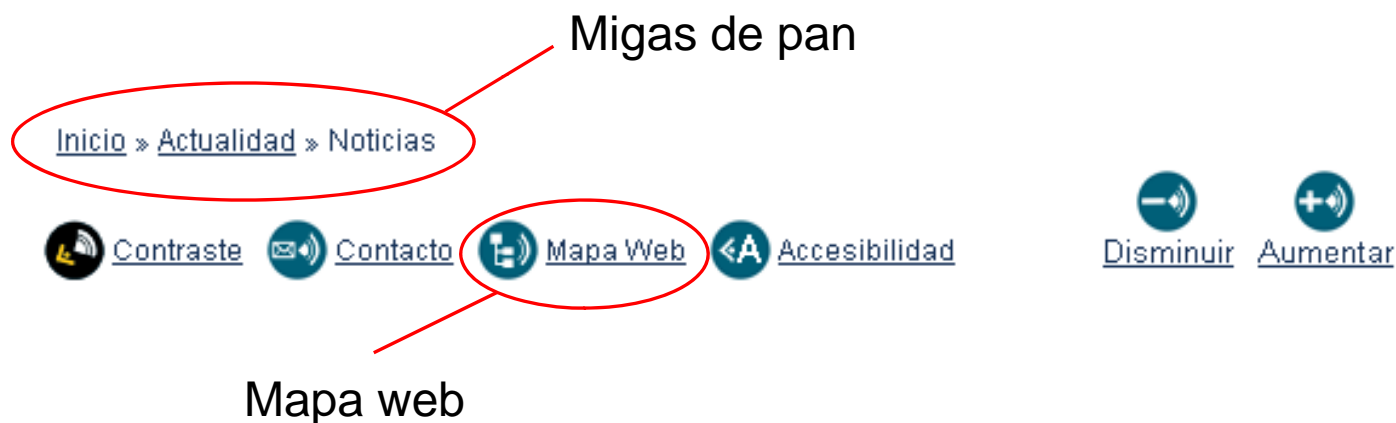 Migas de pan
Inicio » Actualidad » Noticias
Contraste Contacto Mapa Web Accesibilidad Disminuir Aumentar
Mapa web